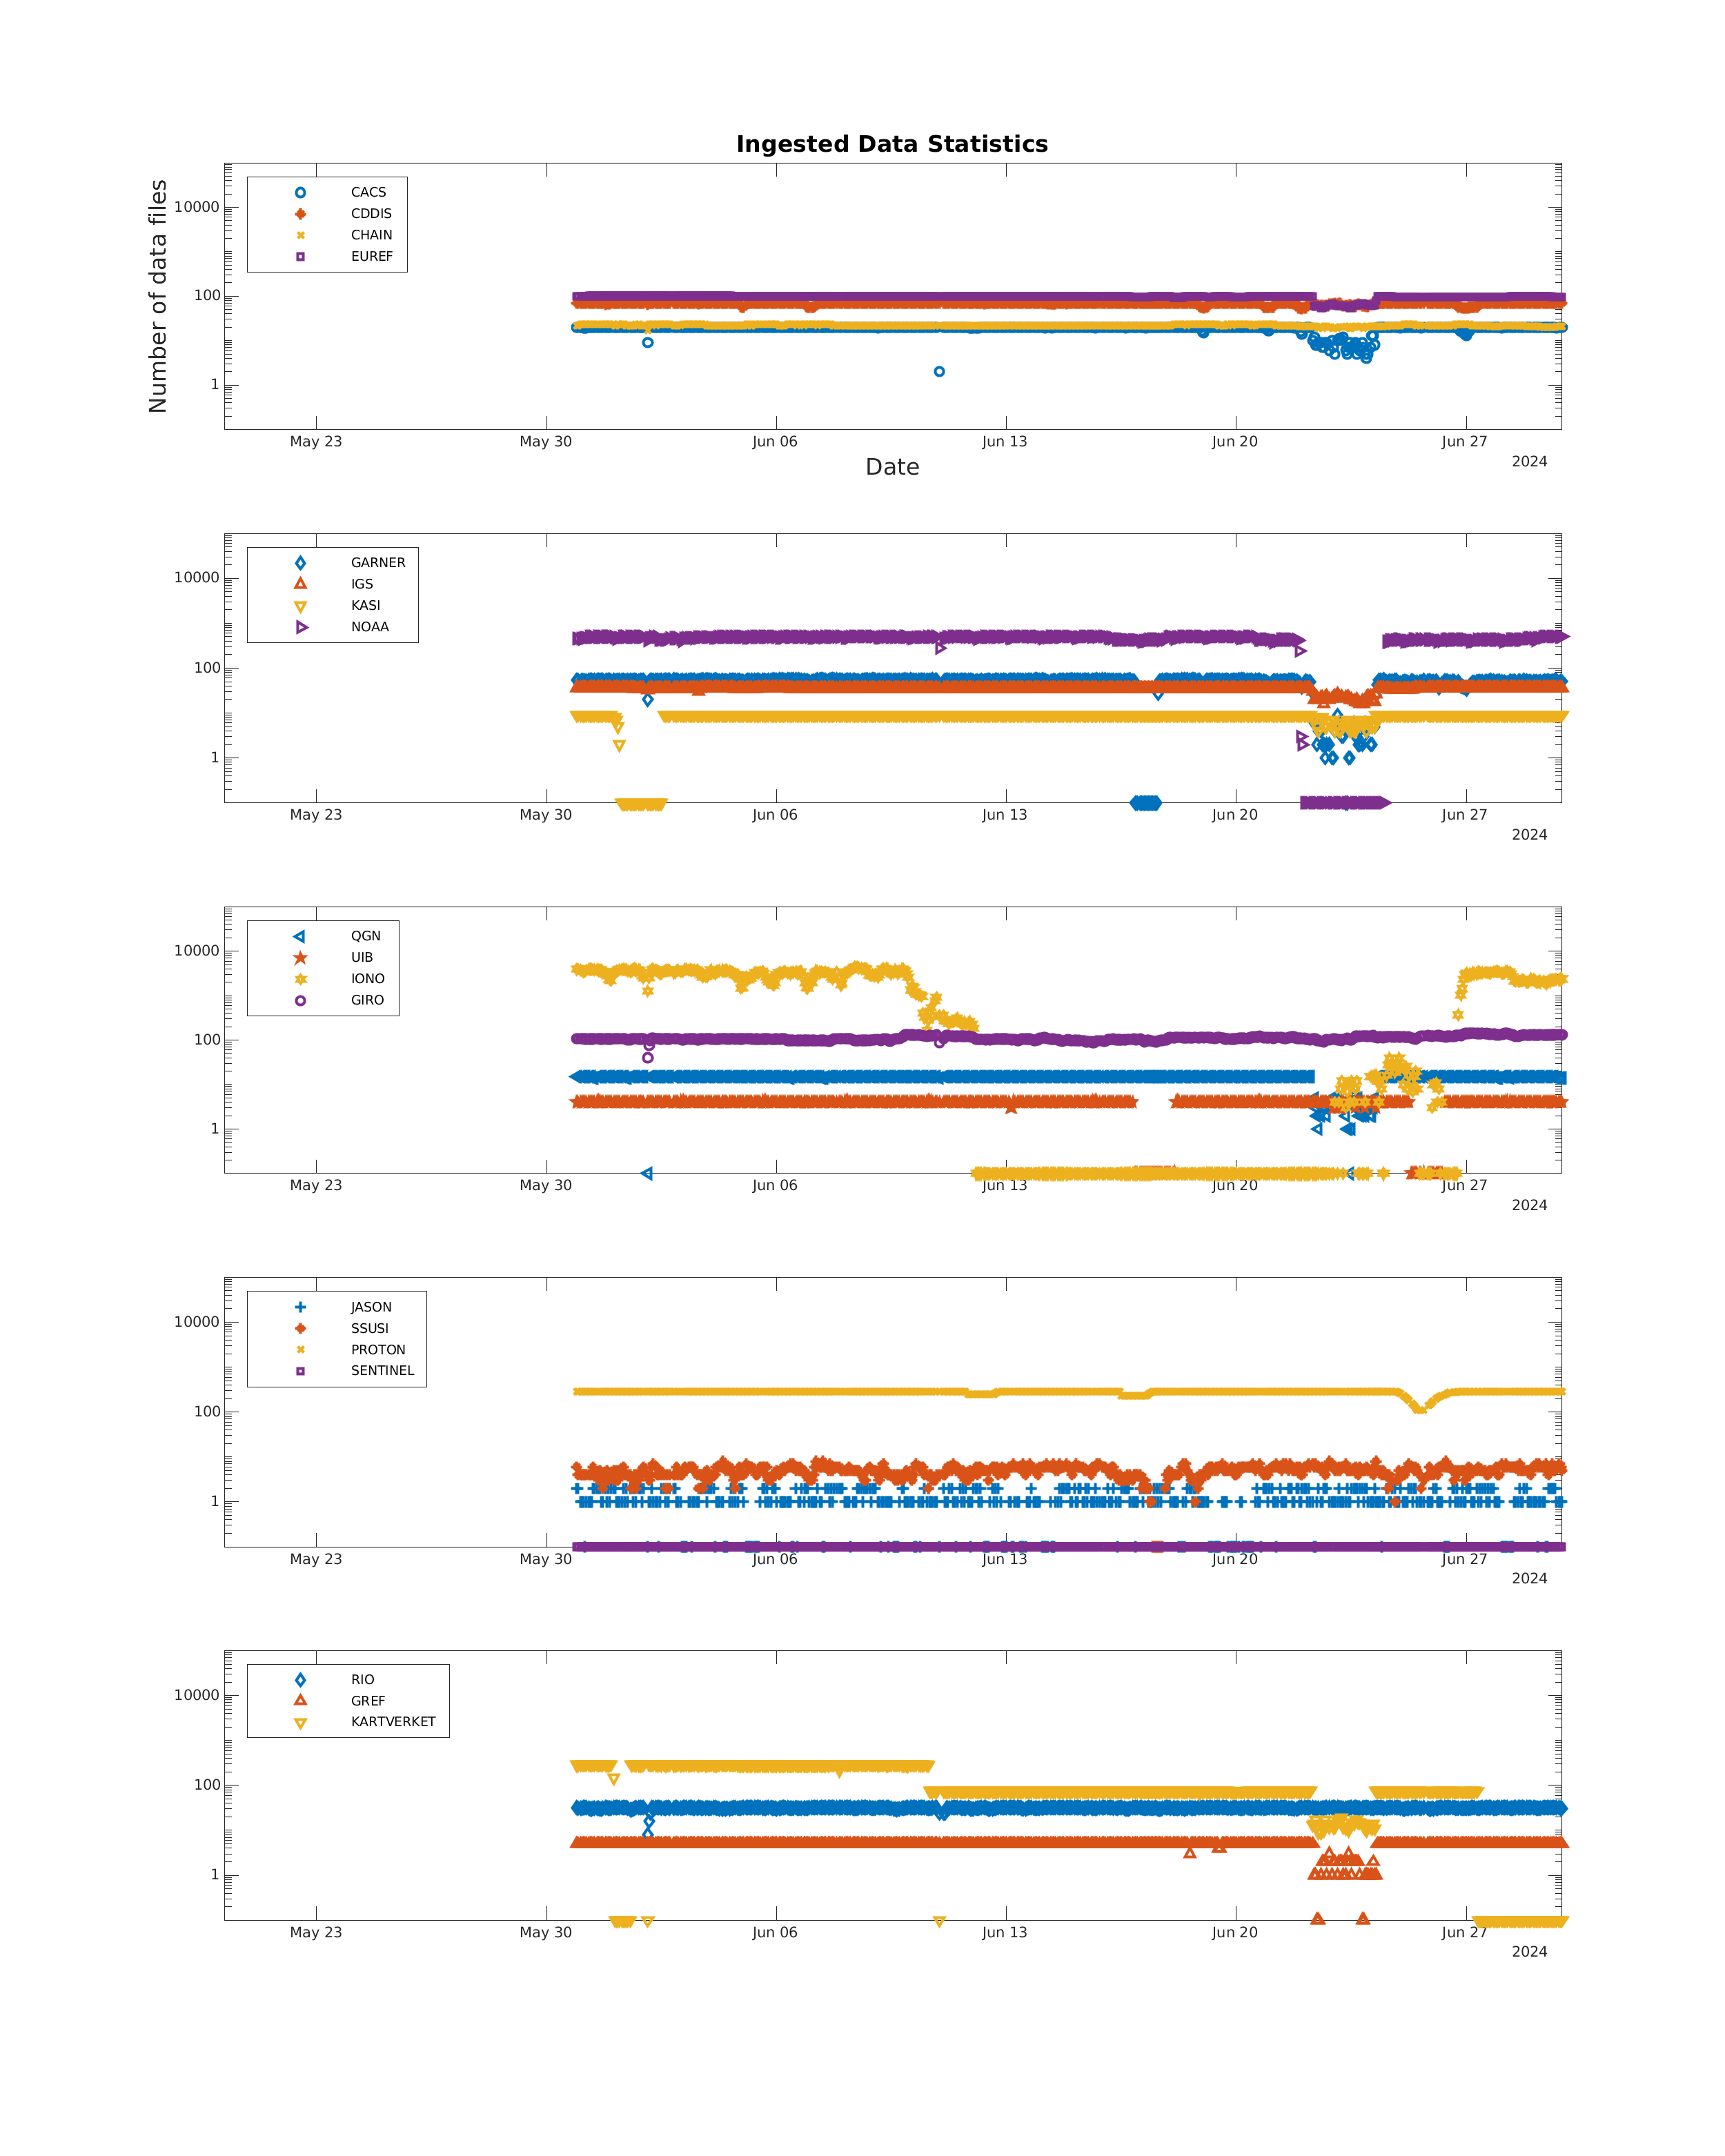 Ingested Data Statistics
Number of data files
10000
100
1
CACS
CDDIS
CHAIN
EUREF
May 23 May 30 Jun 06 Jun 13 Jun 20 Jun 27
2024
Date
10000
100
1
GARNER
IGS
KASI
NOAA
May 23 May 30 Jun 06 Jun 13 Jun 20 Jun 27
2024
10000
100
1
QGN
UIB
IONO
GIRO
May 23 May 30 Jun 06 Jun 13 Jun 20 Jun 27
2024
10000
100
1
JASON
SSUSI
PROTON
SENTINEL
May 23 May 30 Jun 06 Jun 13 Jun 20 Jun 27
2024
10000
100
1
RIO
GREF
KARTVERKET
May 23 May 30 Jun 06 Jun 13 Jun 20 Jun 27
2024